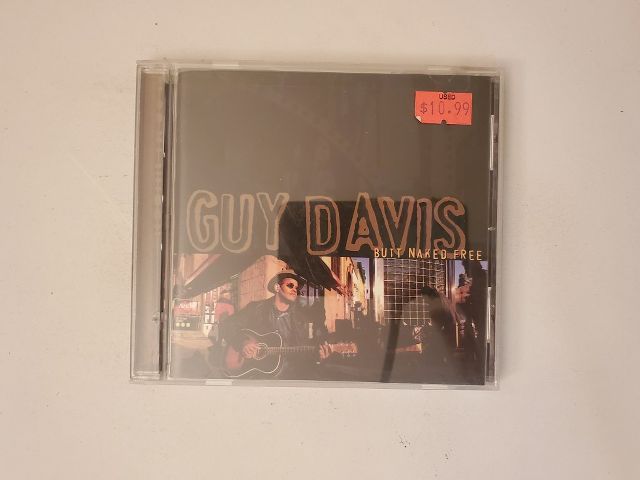 USED
$10.99
GUY DAVIS
BUTT NAKED FREE